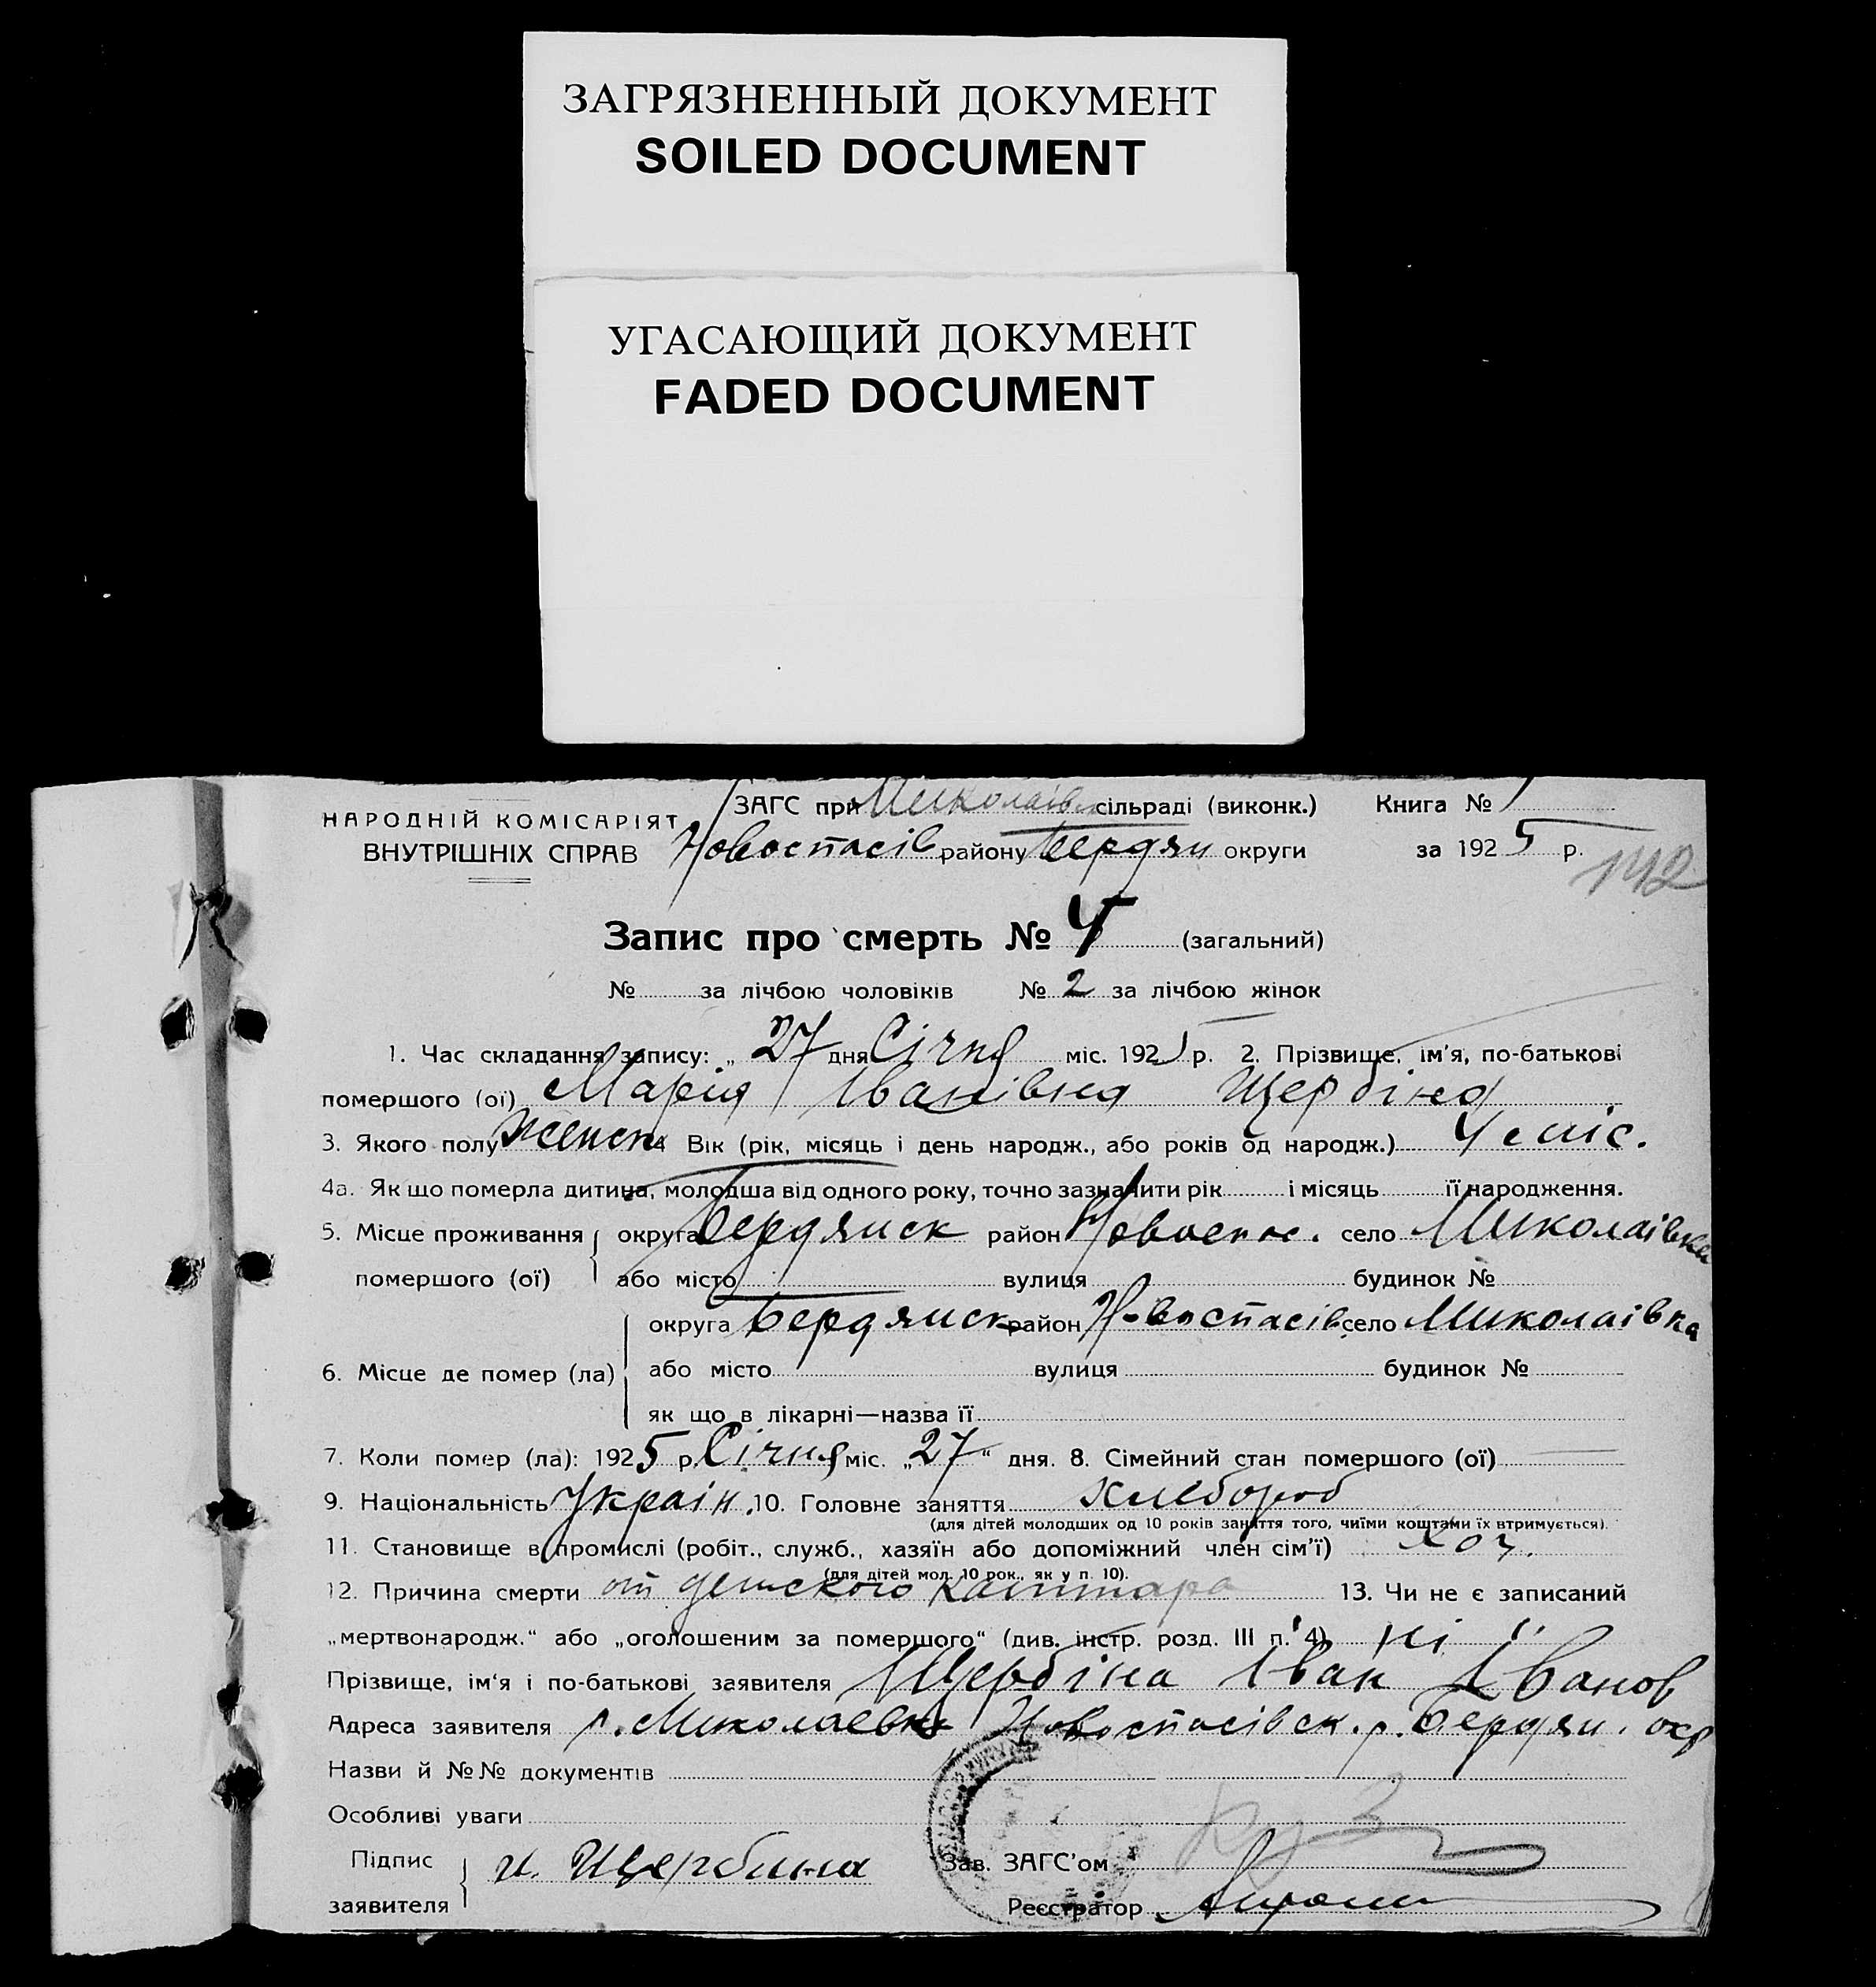 ЗАГРЯЗНЕННЫЙ ДОКУМЕНТ
SOILED DOCUMENT
УГАСАЮЩИЙ ДОКУМЕНТ
FADED DOCUMENT
НАРОДНІЙ КОМІСАРІЯТ
ВНУТРІШНІХ СПРАВ
ЗАГС при Миколаїв сільраді (виконк.) Книга № 1
Новоспасів району Бердян округи за 1925 р.
142
Запис про смерть № 4 (загальний)
№ за лічбою чоловіків № 2 за лічбою жінок
1. Час складання запису: „ 27 дня Січня міс. 1925 р. 2. Прізвище, ім'я, по-батькові
помершого (ої) Марія Іванівна Щербіна
3. Якого полу Женск 4 Вік (рік, місяць і день народж., або років од народж.) 4 міс.
4а. Як що померла дитина, молодша від одного року, точно зазначити рік і місяць її народження.
5. Місце проживання округа Бердянск район Новоспас. село Миколаівка
помершого (ої) або місто вулиця будинок №
округа Бердянск район Новоспасів село Миколаівка
6. Місце де помер (ла) або місто вулиця будинок №
як що в лікарні—назва її
7. Коли помер (ла): 1925 р. Січня міс. „27" дня. 8. Сімейний стан помершого (ої)
9. Національність Украін. 10. Головне заняття хлебороб
(для дітей молодших од 10 років заняття того, чиїми коштами їх втримується).
11. Становище в промислі (робіт., служб., хазяїн або допоміжний член сім'ї) хоз.
(для дітей мол. 10 рок., як у п. 10).
12. Причина смерти от детского каттара 13. Чи не є записаний
„мертвонародж." або „оголошеним за помершого" (див. інстр. розд. III п. 4) ні
Прізвище, ім'я і по-батькові заявителя Щербіна Іван Іванов
Адреса заявителя с. Миколаевка Новоспасівск. р. Бердян. окр
Назви й №№ документів
Особливі уваги
Підпис заявителя И. Щербина Зав. ЗАГС'ом
Реєстратор